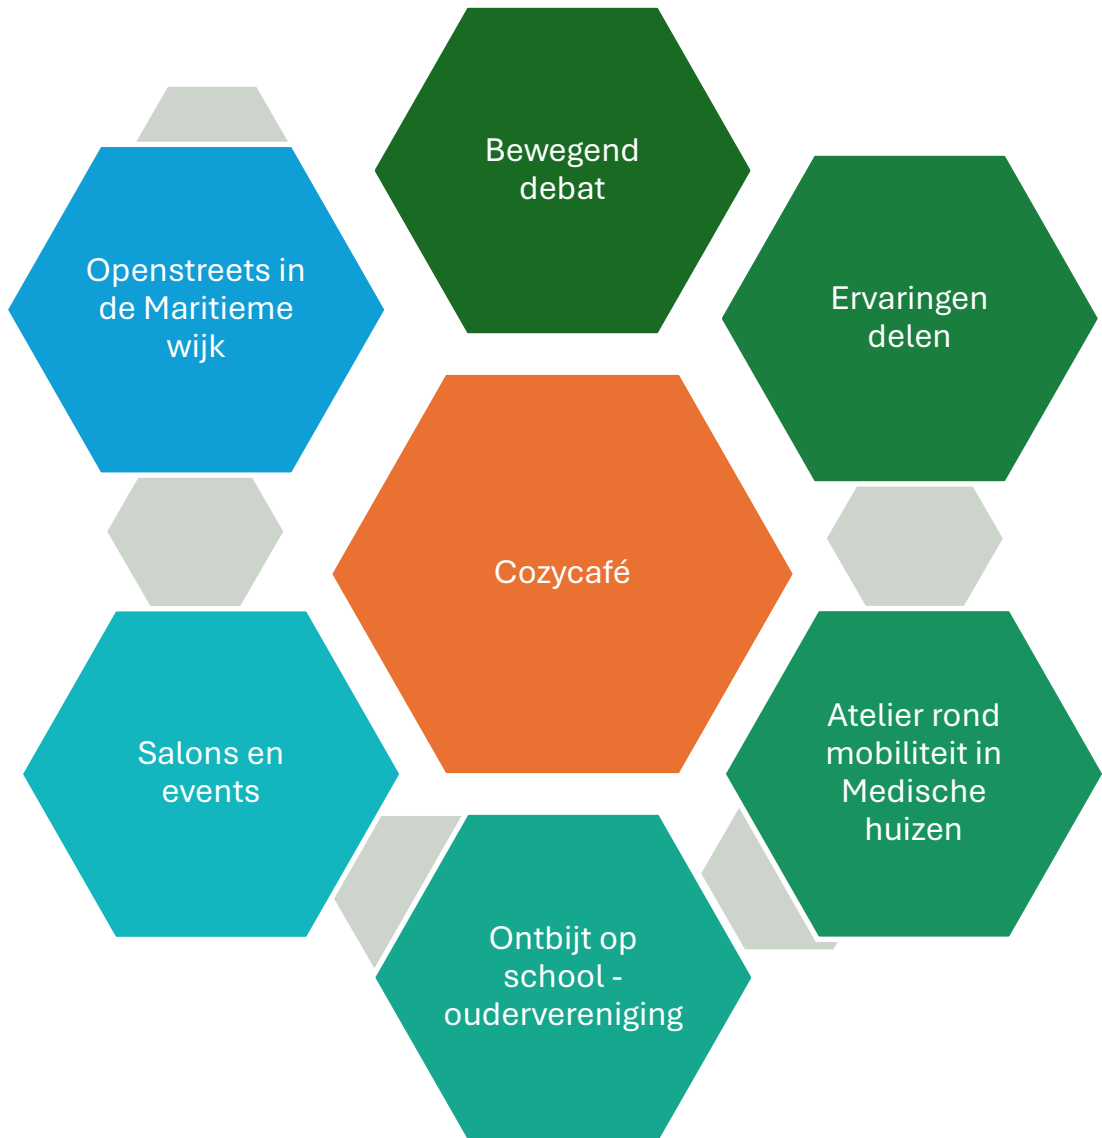 Bewegend
debat
Openstreets in
de Maritieme
wijk
Ervaringen
delen
Cozycafé
Salons en
events
Atelier rond
mobiliteit in
Medische
huizen
Ontbijt op
school -
oudervereniging